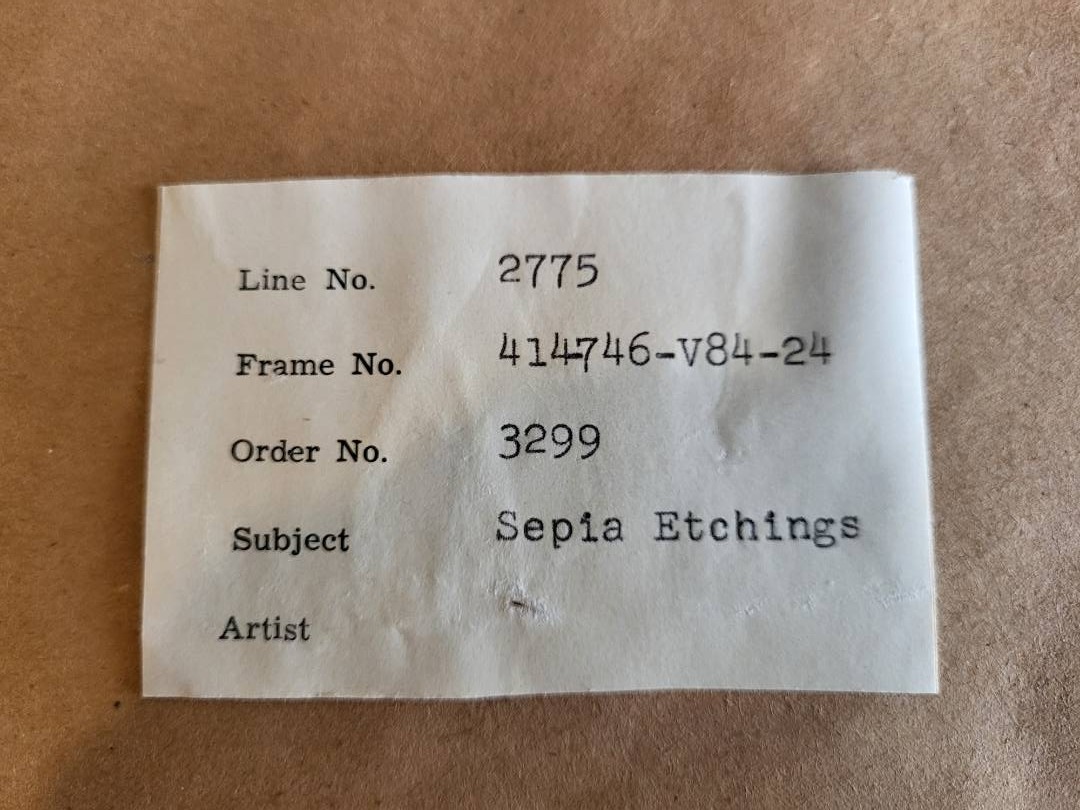 Line No. 2775
Frame No. 414746-V84-24
Order No. 3299
Subject Sepia Etchings
Artist